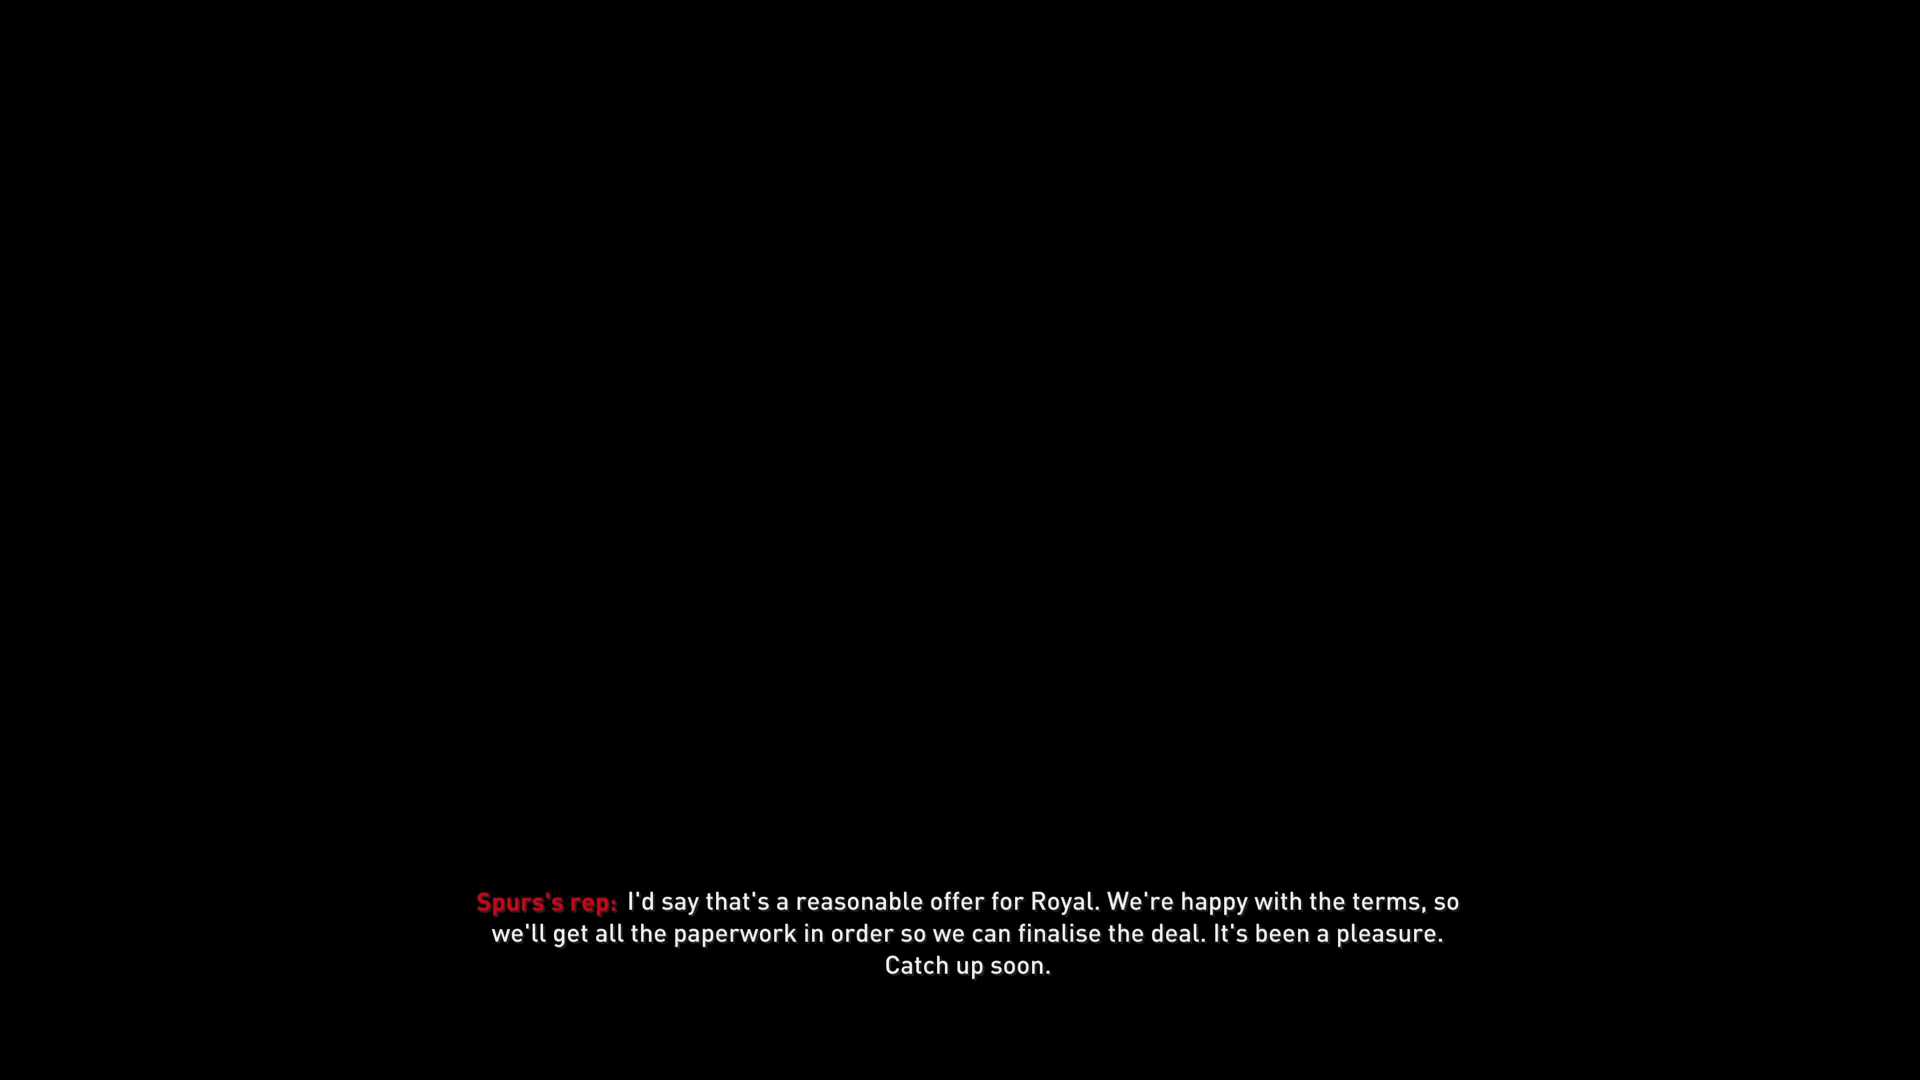 Spurs's rep: I'd say that's a reasonable offer for Royal. We're happy with the terms, so
we'll get all the paperwork in order so we can finalise the deal. It's been a pleasure.
Catch up soon.